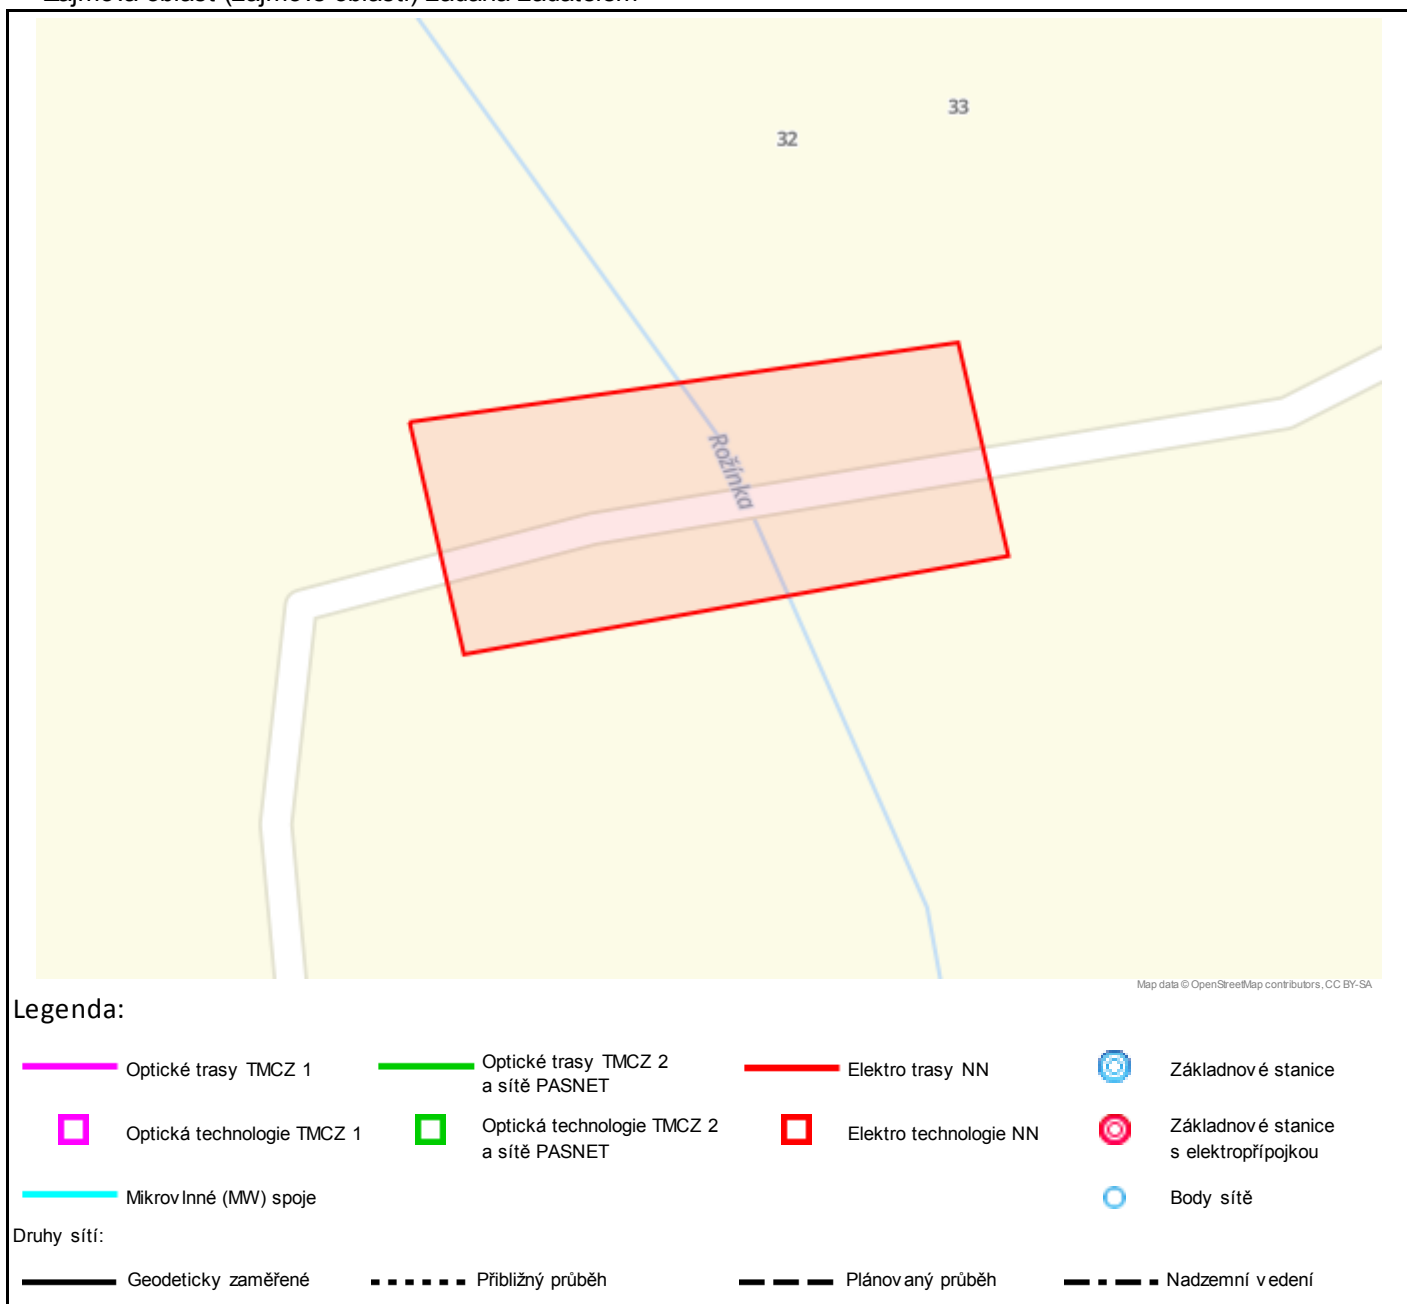 33
32
Rožínka
Map data © OpenStreetMap contributors, CC BY-SA
Legenda:
Optické trasy TMCZ 1
Optické trasy TMCZ 2
a sítě PASNET
Elektro trasy NN
Základnové stanice
Optická technologie TMCZ 1
Optická technologie TMCZ 2
a sítě PASNET
Elektro technologie NN
Základnové stanice
s elektropřípojkou
Mikrovlnné (MW) spoje
Body sítě
Druhy sítí:
Geodeticky zaměřené
Přibližný průběh
Plánovaný průběh
Nadzemní vedení